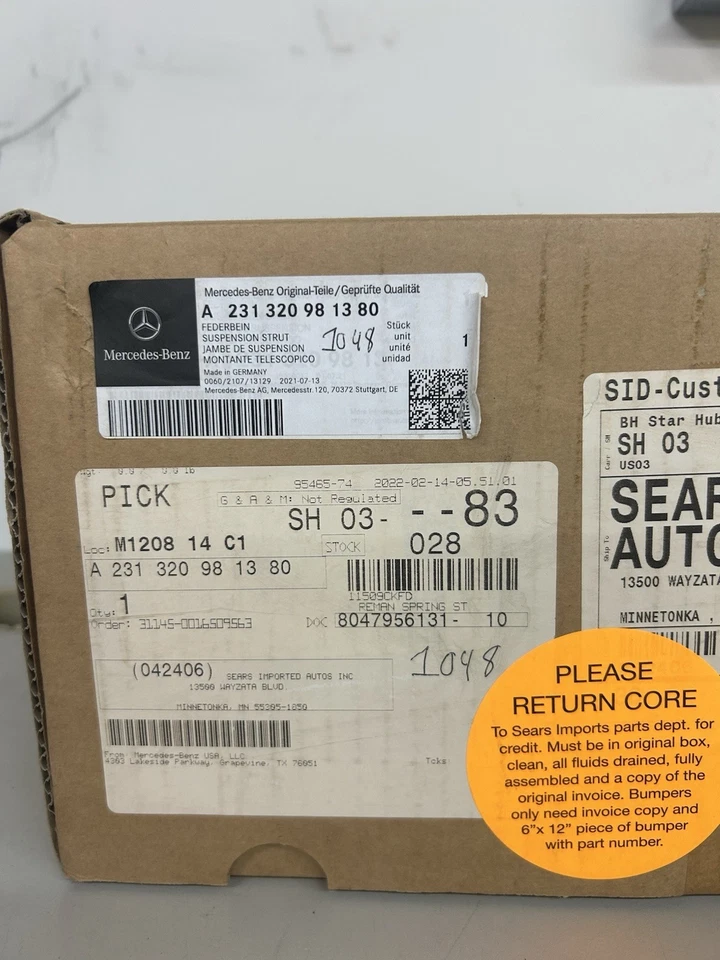 Mercedes-Benz Original-Teile/Geprüfte Qualität
A 231 320 98 13 80
FEDERBEIN
SUSPENSION STRUT
JAMBE DE SUSPENSION
MONTANTE TELESCOPICO
1048
Stück
unit
unité
unidad
1
Made in GERMANY
0060/2107/13129 2021-07-13
Mercedes-Benz AG, Mercedesstr.120, 70372 Stuttgart, DE
Mercedes-Benz
95465-74 2022-02-14-05.51.01
PICK
G & A & M: Not Regulated
SH 03- --83
Loc: M1208 14 C1
STOCK
028
A 231 320 98 13 80
11509CKFD
REMAN SPRING ST
Qty: 1
Order: 31145-0016509563
DOC 8047956131- 10
1048
(042406) SEARS IMPORTED AUTOS INC
13500 WAYZATA BLVD
MINNETONKA, MN 55305-1850
From: Mercedes-Benz USA, LLC
4363 Lakeside Parkway, Grapevine, TX 76051
Tcks
SID-Cust
BH Star Hub
SH 03
US03
Ship To
SEAR
AUTO
13500 WAYZATA
MINNETONKA ,
PLEASE
RETURN CORE
To Sears Imports parts dept. for
credit. Must be in original box,
clean, all fluids drained, fully
assembled and a copy of the
original invoice. Bumpers
only need invoice copy and
6"x 12" piece of bumper
with part number.